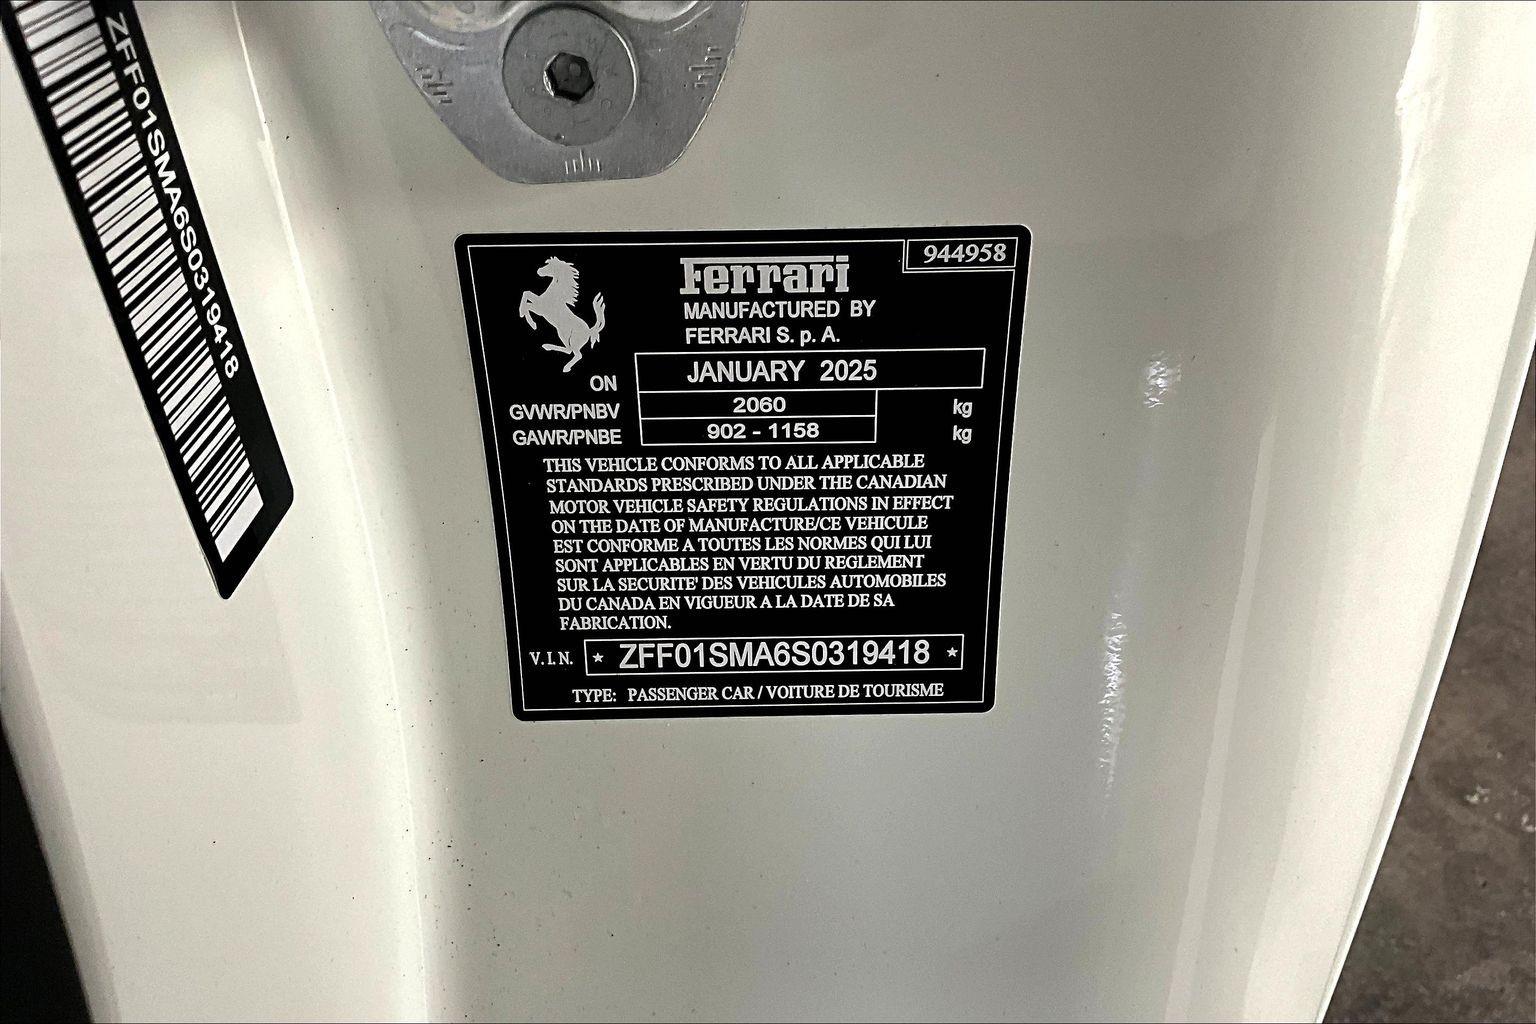 ZFF01SMA6S0319418
944958
Ferrari
MANUFACTURED BY
FERRARI S. p. A.
ON JANUARY 2025
GVWR/PNBV 2060 kg
GAWR/PNBE 902 - 1158 kg
THIS VEHICLE CONFORMS TO ALL APPLICABLE
STANDARDS PRESCRIBED UNDER THE CANADIAN
MOTOR VEHICLE SAFETY REGULATIONS IN EFFECT
ON THE DATE OF MANUFACTURE/CE VEHICULE
EST CONFORME A TOUTES LES NORMES QUI LUI
SONT APPLICABLES EN VERTU DU REGLEMENT
SUR LA SECURITE' DES VEHICULES AUTOMOBILES
DU CANADA EN VIGUEUR A LA DATE DE SA
FABRICATION.
V.I.N. * ZFF01SMA6S0319418 *
TYPE: PASSENGER CAR / VOITURE DE TOURISME